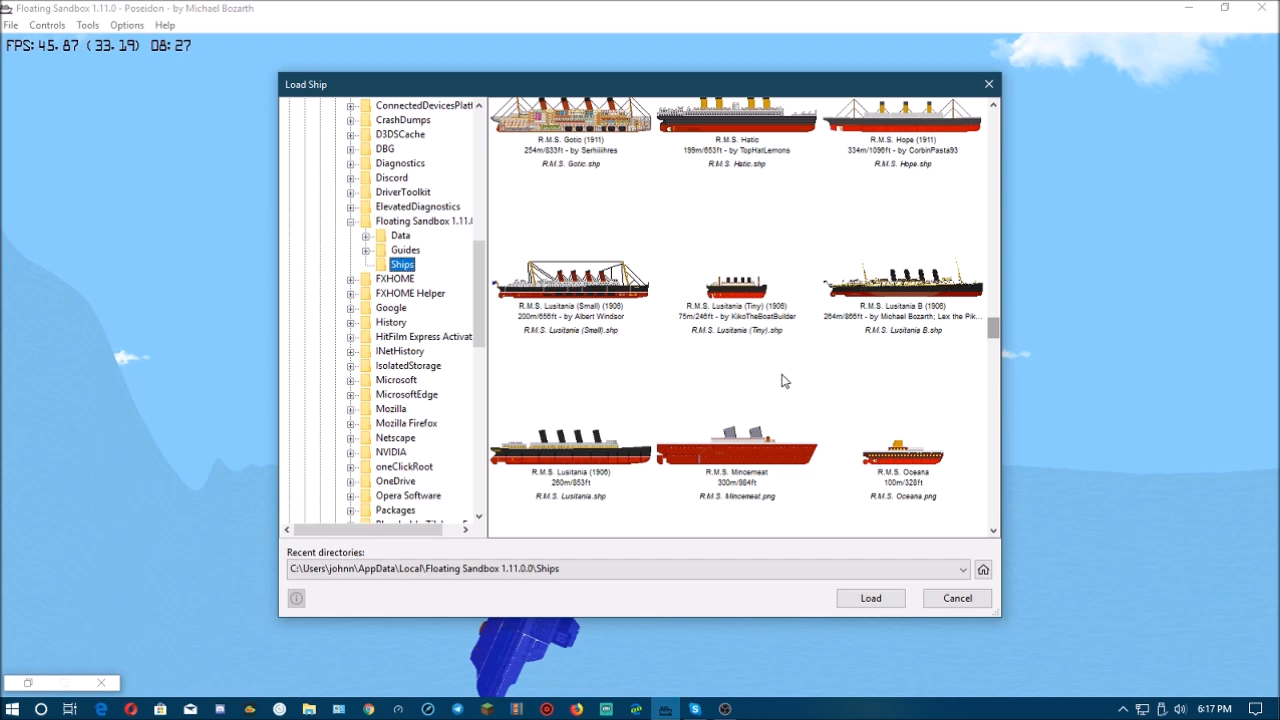 Floating Sandbox 1.11.0 - Poseidon - by Michael Bozarth
File Controls Tools Options Help
FPS: 45.87 (33.19) 08:27
Load Ship
ConnectedDevicesPlatf
CrashDumps
D3DSCache
DBG
Diagnostics
Discord
DriverToolkit
ElevatedDiagnostics
Floating Sandbox 1.11.0
Data
Guides
Ships
FXHOME
FXHOME Helper
Google
History
HitFilm Express Activat
INetHistory
IsolatedStorage
Microsoft
MicrosoftEdge
Mozilla
Mozilla Firefox
Netscape
NVIDIA
oneClickRoot
OneDrive
Opera Software
Packages
R.M.S. Gotic (1911)
254m/833ft - by Serhiiihres
R.M.S. Gotic.shp
R.M.S. Hatic
199m/653ft - by TopHatLemons
R.M.S. Hatic.shp
R.M.S. Hope (1911)
334m/1096ft - by CorbinPasta93
R.M.S. Hope.shp
R.M.S. Lusitania (Small) (1906)
200m/656ft - by Albert Windsor
R.M.S. Lusitania (Small).shp
R.M.S. Lusitania (Tiny) (1906)
75m/246ft - by KikoTheBoatBuilder
R.M.S. Lusitania (Tiny).shp
R.M.S. Lusitania B (1906)
264m/866ft - by Michael Bozarth; Lex the Pik...
R.M.S. Lusitania B.shp
R.M.S. Lusitania (1906)
260m/853ft
R.M.S. Lusitania.shp
R.M.S. Mincemeat
300m/984ft
R.M.S. Mincemeat.png
R.M.S. Oceana
100m/328ft
R.M.S. Oceana.png
Recent directories:
C:\Users\johnn\AppData\Local\Floating Sandbox 1.11.0.0\Ships
Load Cancel
6:17 PM